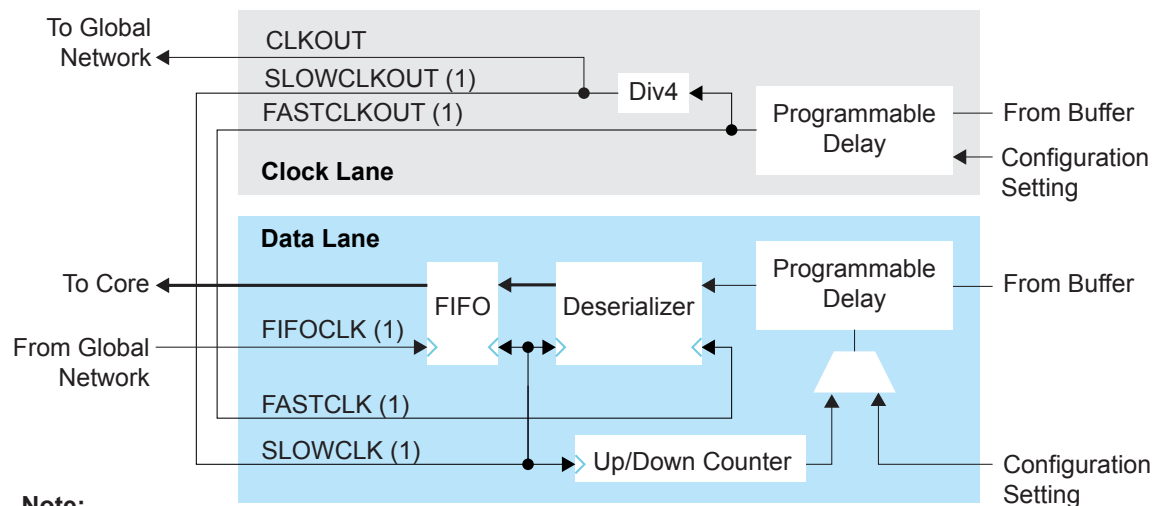 To Global
Network
CLKOUT
SLOWCLKOUT (1)
FASTCLKOUT (1)
Div4
Programmable
Delay
From Buffer
Configuration
Setting
Clock Lane
Data Lane
To Core
FIFO
Deserializer
Programmable
Delay
From Buffer
FIFOCLK (1)
From Global
Network
FASTCLK (1)
SLOWCLK (1)
Up/Down Counter
Configuration
Setting
Note: